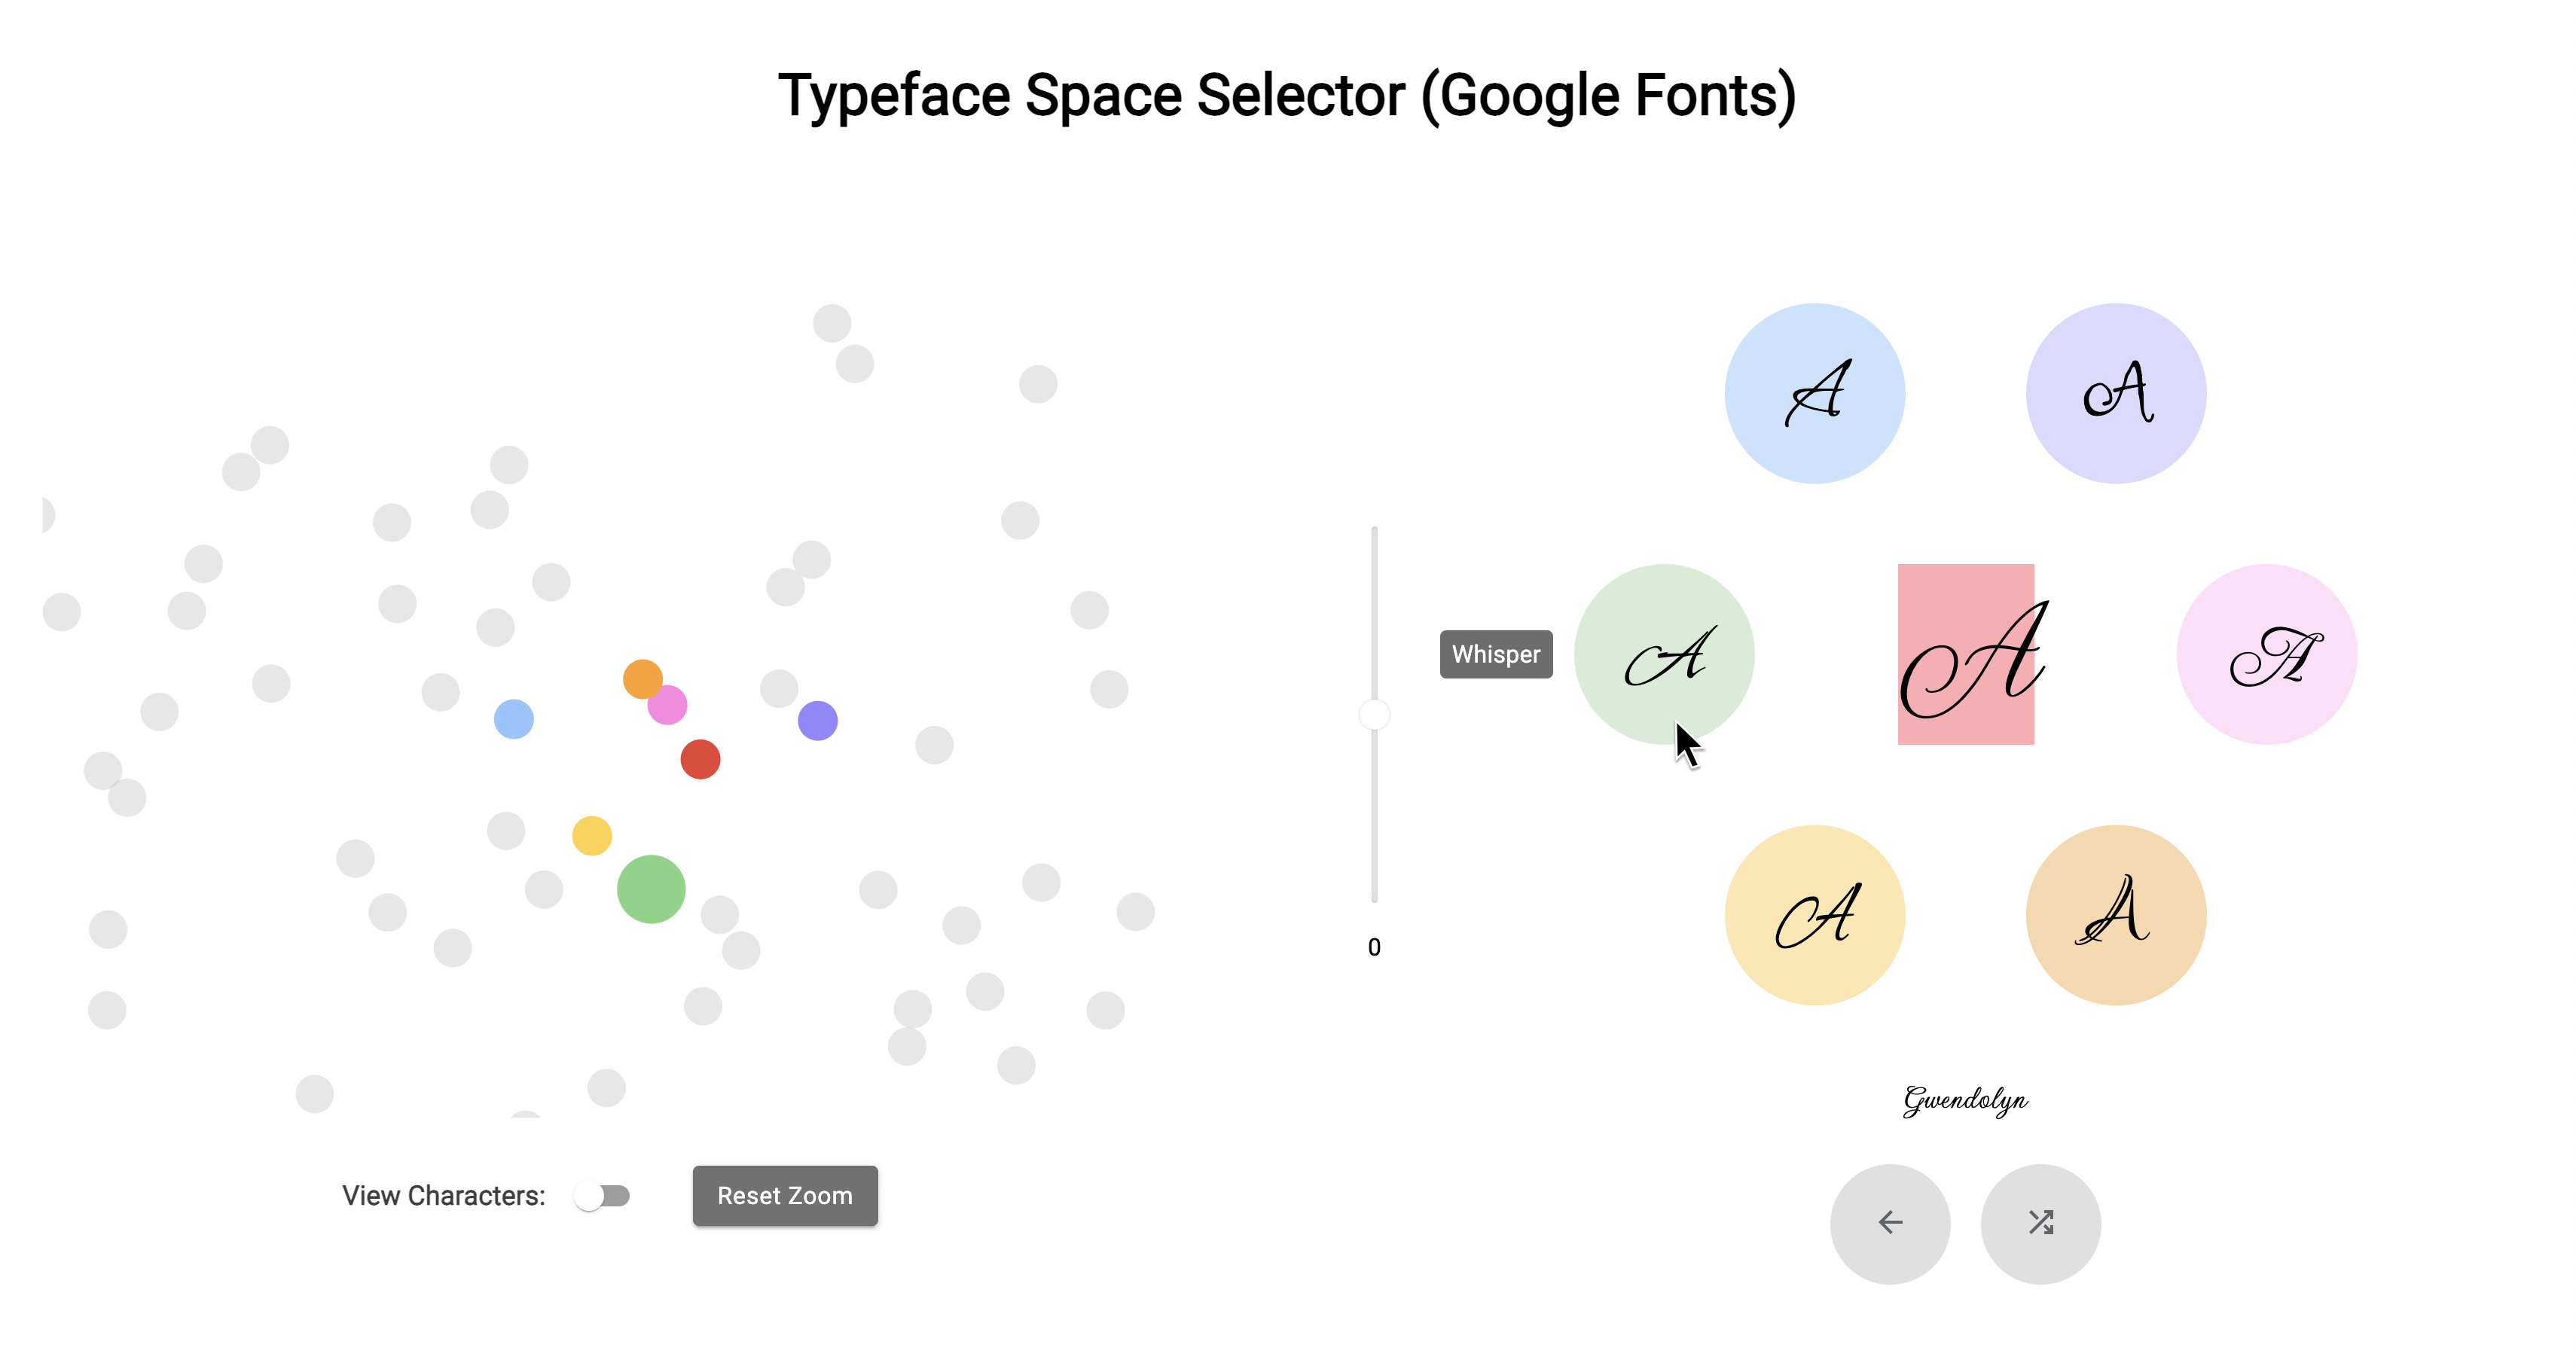 Typeface Space Selector (Google Fonts)
A A
Whisper A A A
A A
0
Gwendolyn
View Characters: Reset Zoom